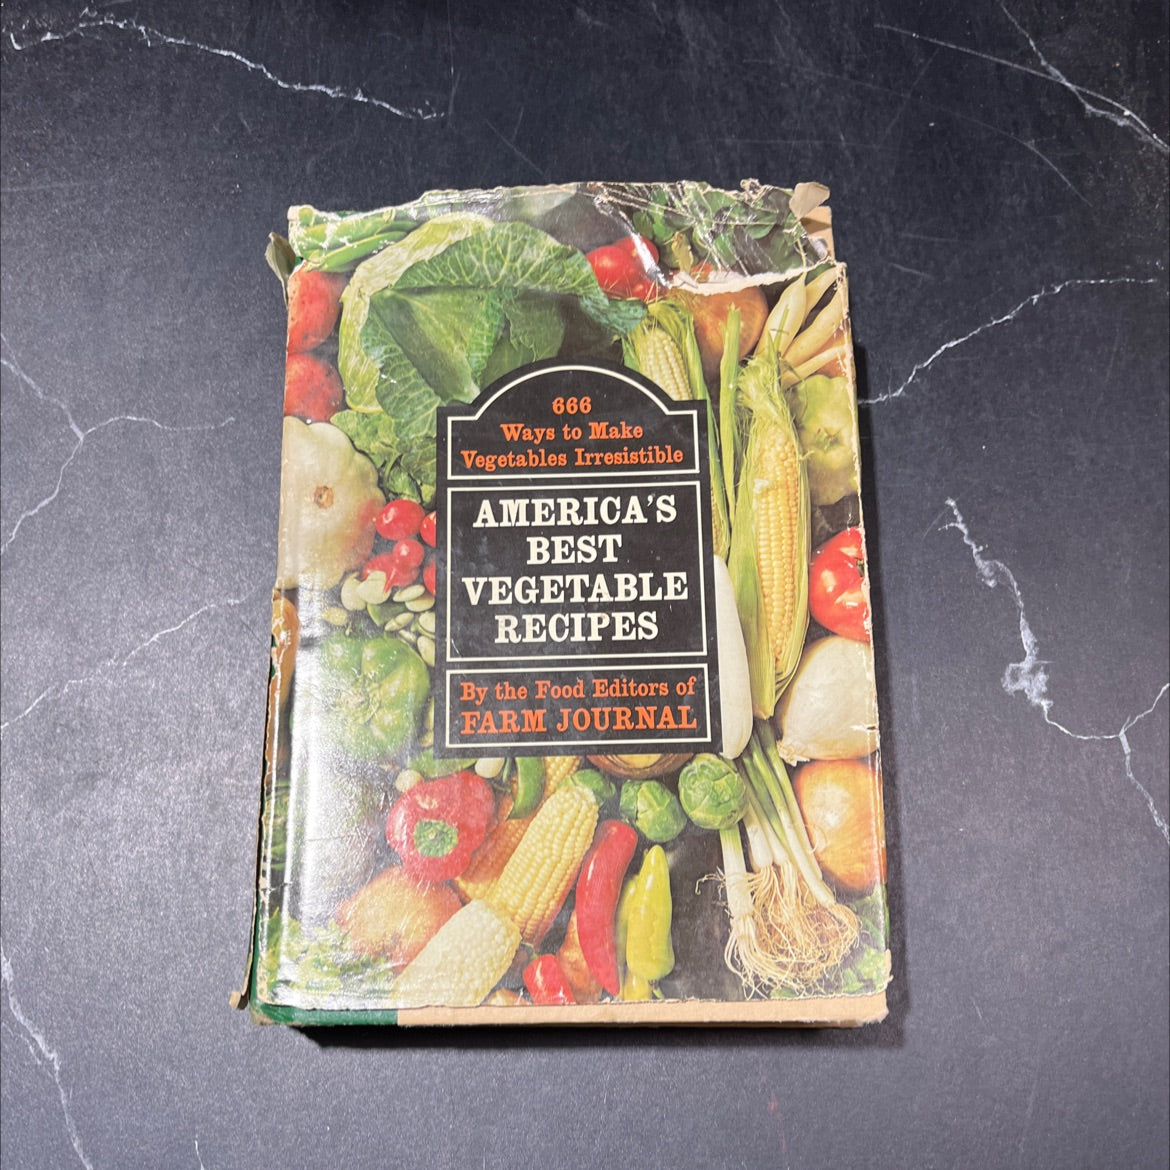 666
Ways to Make
Vegetables Irresistible
AMERICA'S
BEST
VEGETABLE
RECIPES
By the Food Editors of
FARM JOURNAL